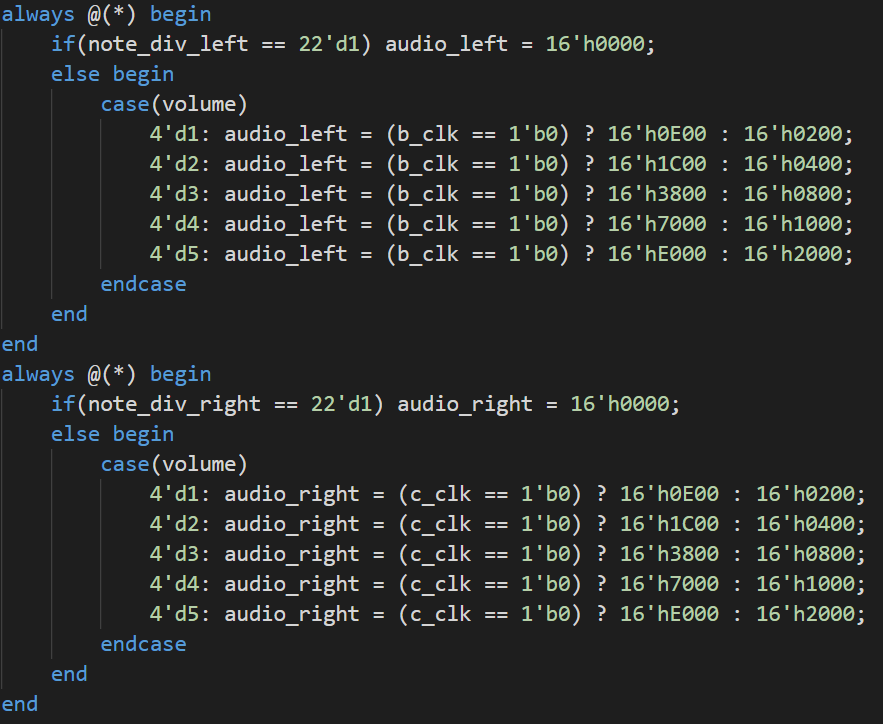 always @(*) begin
    if(note_div_left == 22'd1) audio_left = 16'h0000;
    else begin
        case(volume)
            4'd1: audio_left = (b_clk == 1'b0) ? 16'h0E00 : 16'h0200;
            4'd2: audio_left = (b_clk == 1'b0) ? 16'h1C00 : 16'h0400;
            4'd3: audio_left = (b_clk == 1'b0) ? 16'h3800 : 16'h0800;
            4'd4: audio_left = (b_clk == 1'b0) ? 16'h7000 : 16'h1000;
            4'd5: audio_left = (b_clk == 1'b0) ? 16'hE000 : 16'h2000;
        endcase
    end
end
always @(*) begin
    if(note_div_right == 22'd1) audio_right = 16'h0000;
    else begin
        case(volume)
            4'd1: audio_right = (c_clk == 1'b0) ? 16'h0E00 : 16'h0200;
            4'd2: audio_right = (c_clk == 1'b0) ? 16'h1C00 : 16'h0400;
            4'd3: audio_right = (c_clk == 1'b0) ? 16'h3800 : 16'h0800;
            4'd4: audio_right = (c_clk == 1'b0) ? 16'h7000 : 16'h1000;
            4'd5: audio_right = (c_clk == 1'b0) ? 16'hE000 : 16'h2000;
        endcase
    end
end